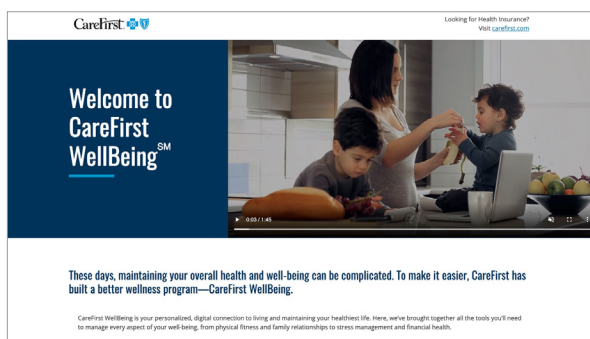 CareFirst
Looking for Health Insurance?
Visit carefirst.com
Welcome to
CareFirst
WellBeing℠
0:03 / 1:45
These days, maintaining your overall health and well-being can be complicated. To make it easier, CareFirst has
built a better wellness program—CareFirst WellBeing.
CareFirst WellBeing is your personalized, digital connection to living and maintaining your healthiest life. Here, we've brought together all the tools you'll need
to manage every aspect of your well-being, from physical fitness and family relationships to stress management and financial health.